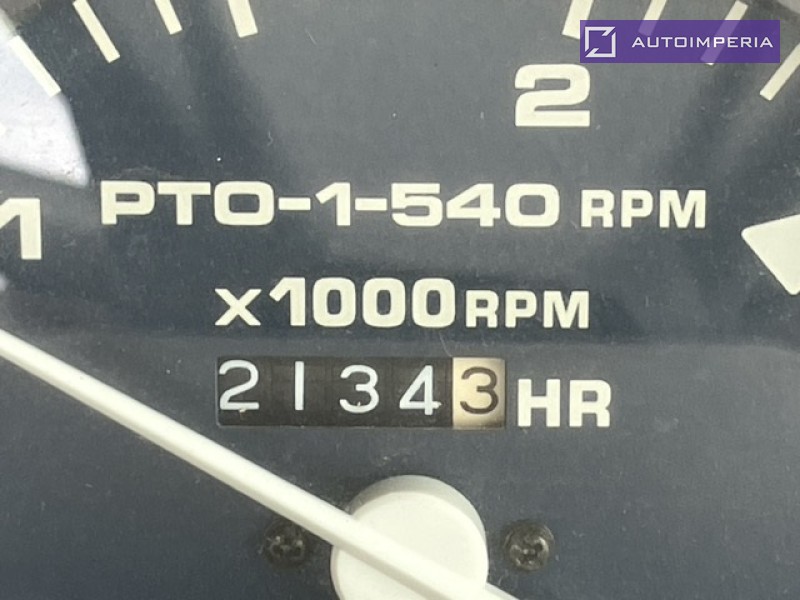 AUTOIMPERIA
2
1
PTO-1-540 RPM
x1000RPM
21343 HR